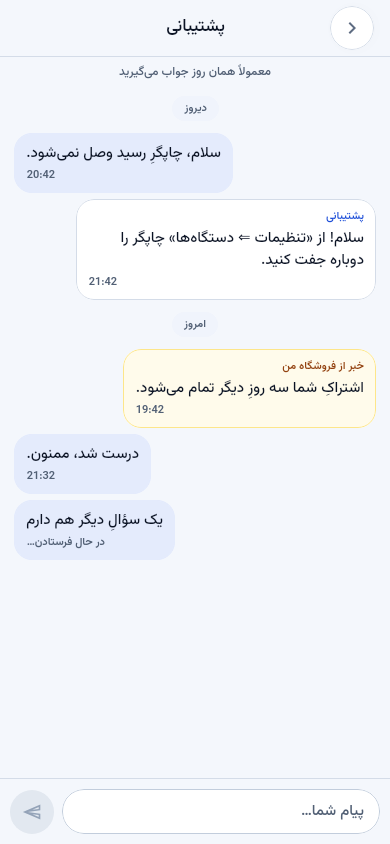 پشتیبانی
معمولاً همان روز جواب می‌گیرید
دیروز
سلام، چاپگرِ رسید وصل نمی‌شود.
20:42
پشتیبانی
سلام! از «تنظیمات ⇐ دستگاه‌ها» چاپگر را
دوباره جفت کنید.
21:42
امروز
خبر از فروشگاه من
اشتراکِ شما سه روزِ دیگر تمام می‌شود.
19:42
درست شد، ممنون.
21:32
یک سؤالِ دیگر هم دارم
در حال فرستادن…
پیام شما…